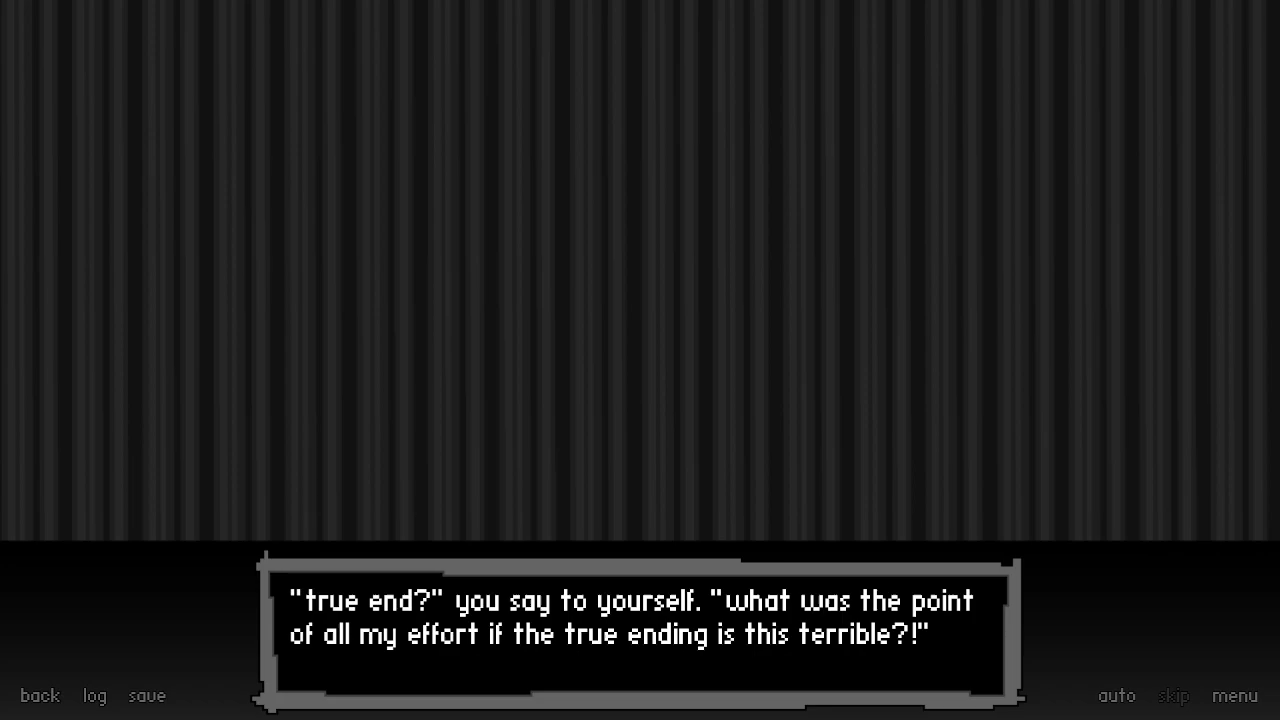 "true end?" you say to yourself. "what was the point
of all my effort if the true ending is this terrible?!"
back log save auto skip menu